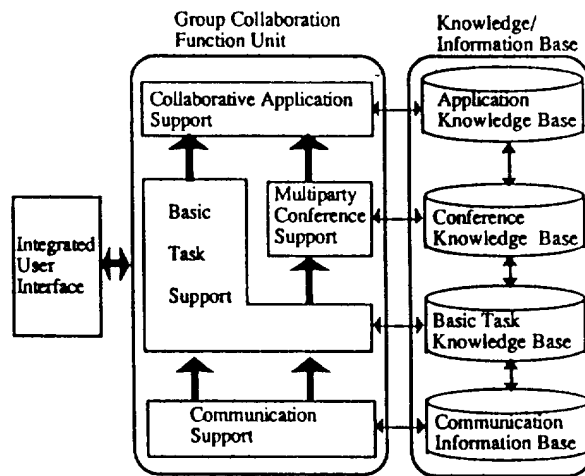 Group Collaboration
Function Unit
Knowledge/
Information Base
Collaborative Application
Support
Application
Knowledge Base
Basic
Task
Support
Multiparty
Conference
Support
Conference
Knowledge Base
Integrated
User
Interface
Basic Task
Knowledge Base
Communication
Support
Communication
Information Base